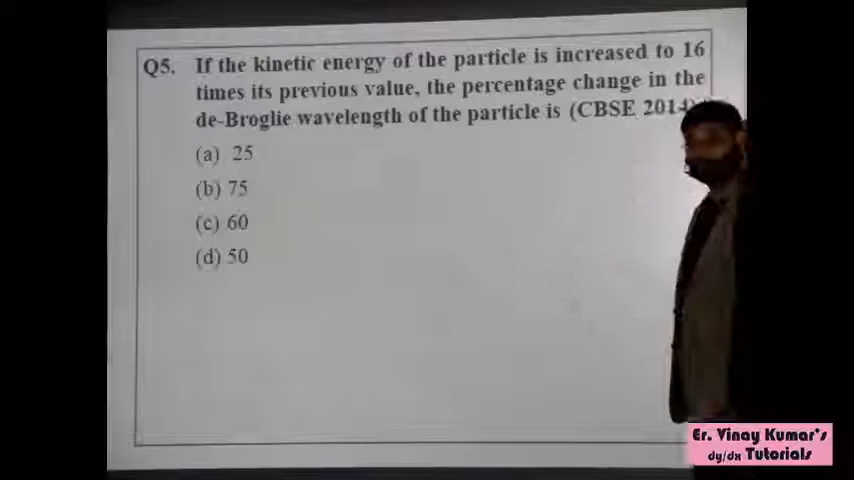 Q5. If the kinetic energy of the particle is increased to 16
times its previous value, the percentage change in the
de-Broglie wavelength of the particle is (CBSE 2014)
(a) 25
(b) 75
(c) 60
(d) 50
Er. Vinay Kumar's
dy/dx Tutorials